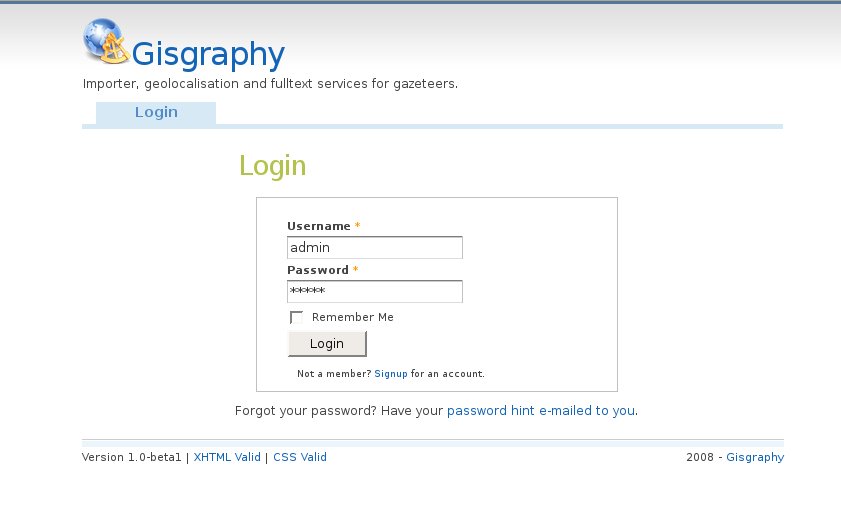 Gisgraphy
Importer, geolocalisation and fulltext services for gazeteers.
Login
Login
Username *
admin
Password *
*****
Remember Me
Login
Not a member? Signup for an account.
Forgot your password? Have your password hint e-mailed to you.
Version 1.0-beta1 | XHTML Valid | CSS Valid
2008 - Gisgraphy